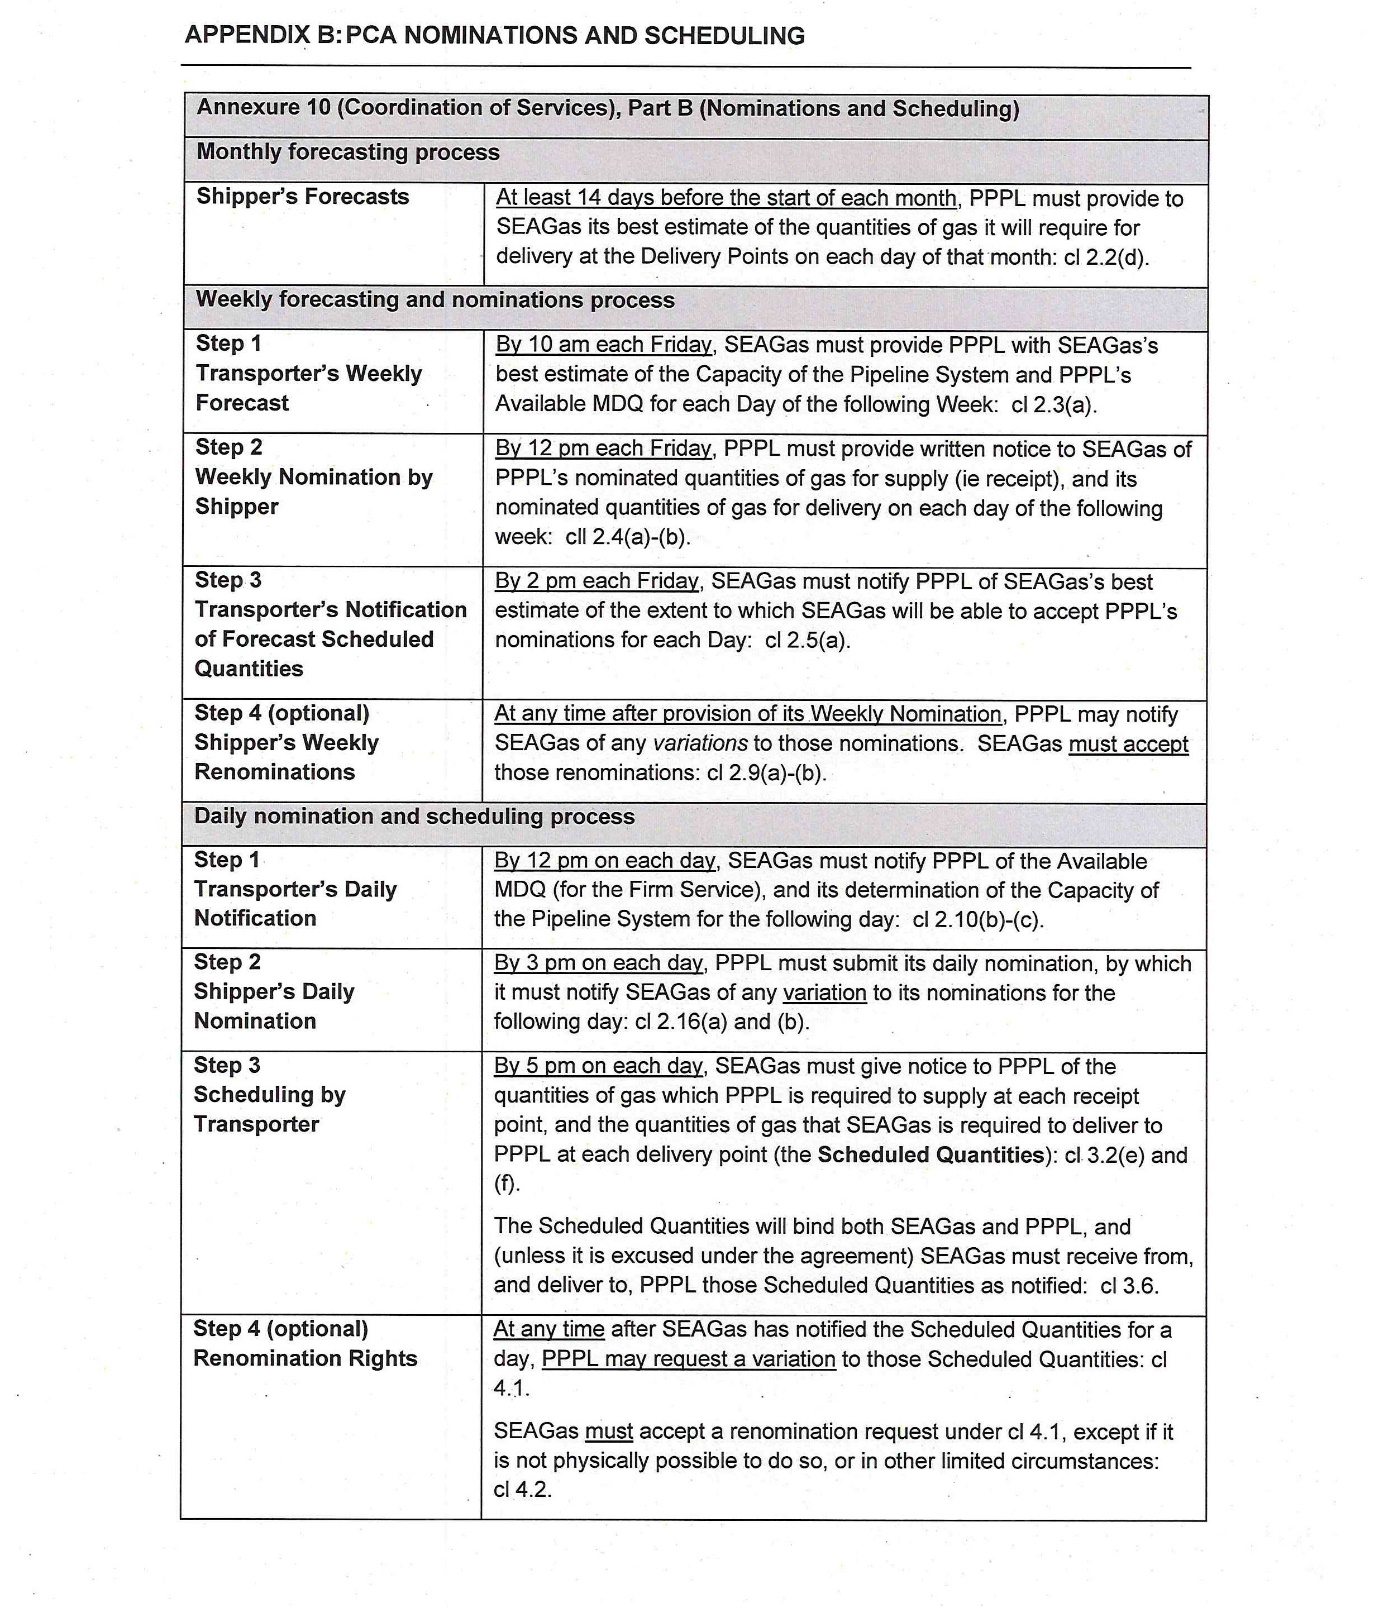 APPENDIX B: PCA NOMINATIONS AND SCHEDULING
Annexure 10 (Coordination of Services), Part B (Nominations and Scheduling)
Monthly forecasting process
Shipper's Forecasts
At least 14 days before the start of each month, PPPL must provide to
SEAGas its best estimate of the quantities of gas it will require for
delivery at the Delivery Points on each day of that month: cl 2.2(d).
Weekly forecasting and nominations process
Step 1
Transporter's Weekly
Forecast
By 10 am each Friday, SEAGas must provide PPPL with SEAGas's
best estimate of the Capacity of the Pipeline System and PPPL's
Available MDQ for each Day of the following Week: cl 2.3(a).
Step 2
Weekly Nomination by
Shipper
By 12 pm each Friday, PPPL must provide written notice to SEAGas of
PPPL's nominated quantities of gas for supply (ie receipt), and its
nominated quantities of gas for delivery on each day of the following
week: cll 2.4(a)-(b).
Step 3
Transporter's Notification
of Forecast Scheduled
Quantities
By 2 pm each Friday, SEAGas must notify PPPL of SEAGas's best
estimate of the extent to which SEAGas will be able to accept PPPL's
nominations for each Day: cl 2.5(a).
Step 4 (optional)
Shipper's Weekly
Renominations
At any time after provision of its Weekly Nomination, PPPL may notify
SEAGas of any variations to those nominations. SEAGas must accept
those renominations: cl 2.9(a)-(b).
Daily nomination and scheduling process
Step 1
Transporter's Daily
Notification
By 12 pm on each day, SEAGas must notify PPPL of the Available
MDQ (for the Firm Service), and its determination of the Capacity of
the Pipeline System for the following day: cl 2.10(b)-(c).
Step 2
Shipper's Daily
Nomination
By 3 pm on each day, PPPL must submit its daily nomination, by which
it must notify SEAGas of any variation to its nominations for the
following day: cl 2.16(a) and (b).
Step 3
Scheduling by
Transporter
By 5 pm on each day, SEAGas must give notice to PPPL of the
quantities of gas which PPPL is required to supply at each receipt
point, and the quantities of gas that SEAGas is required to deliver to
PPPL at each delivery point (the Scheduled Quantities): cl 3.2(e) and
(f).
The Scheduled Quantities will bind both SEAGas and PPPL, and
(unless it is excused under the agreement) SEAGas must receive from,
and deliver to, PPPL those Scheduled Quantities as notified: cl 3.6.
Step 4 (optional)
Renomination Rights
At any time after SEAGas has notified the Scheduled Quantities for a
day, PPPL may request a variation to those Scheduled Quantities: cl
4.1.
SEAGas must accept a renomination request under cl 4.1, except if it
is not physically possible to do so, or in other limited circumstances:
cl 4.2.